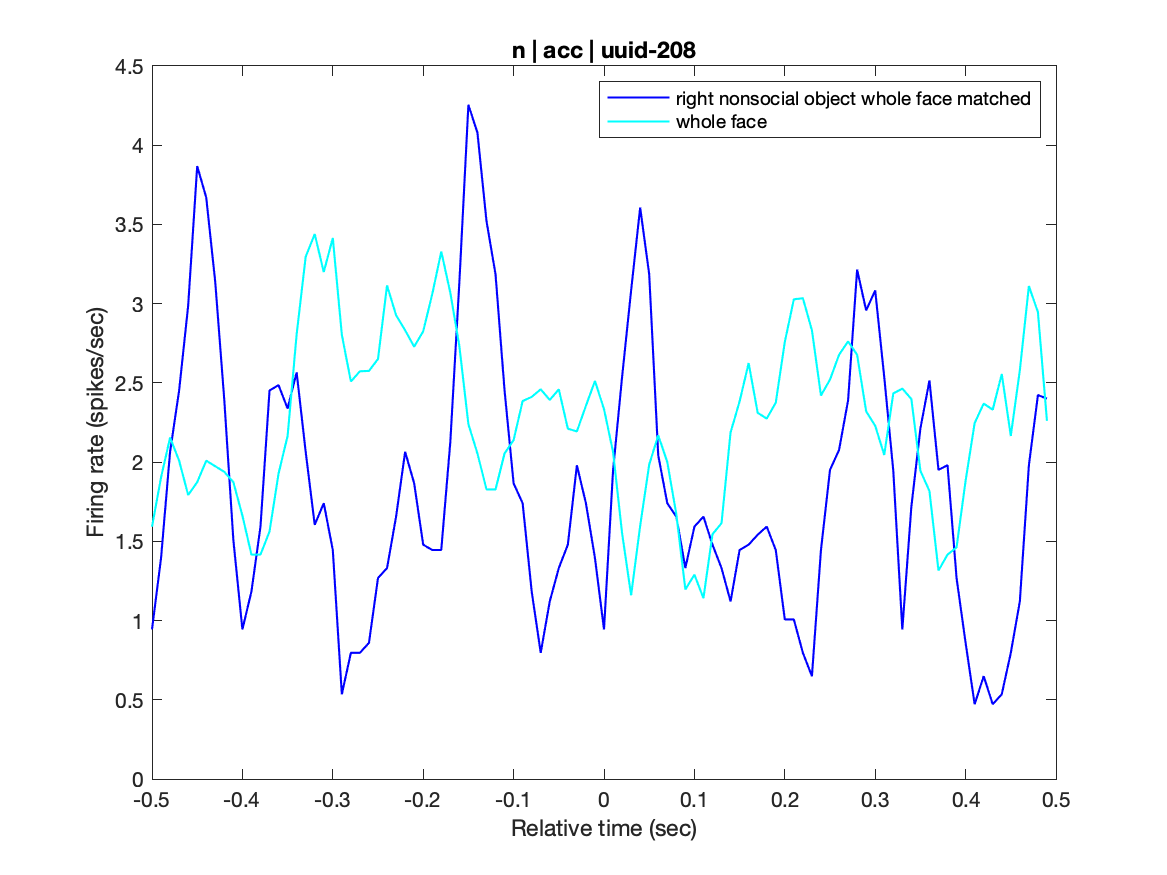 n | acc | uuid-208
right nonsocial object whole face matched
whole face
Firing rate (spikes/sec)
4.5
4
3.5
3
2.5
2
1.5
1
0.5
0
-0.5 -0.4 -0.3 -0.2 -0.1 0 0.1 0.2 0.3 0.4 0.5
Relative time (sec)